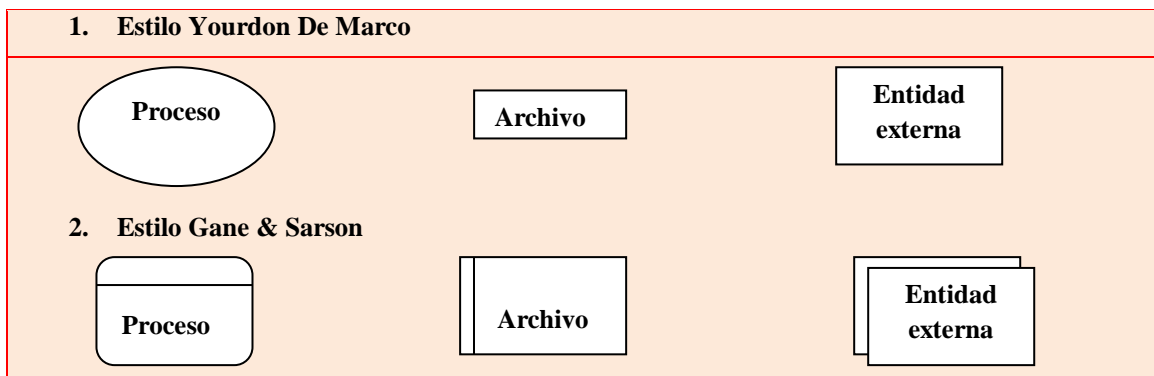 1. Estilo Yourdon De Marco
Proceso
Archivo
Entidad
externa
2. Estilo Gane & Sarson
Proceso
Archivo
Entidad
externa